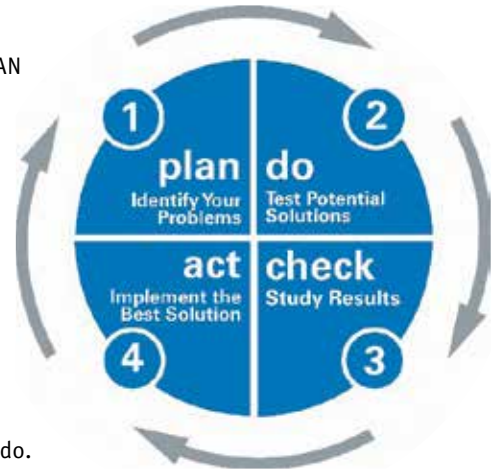 AN
1
plan
Identify Your
Problems
2
do
Test Potential
Solutions
act
Implement the
Best Solution
4
check
Study Results
3
do.